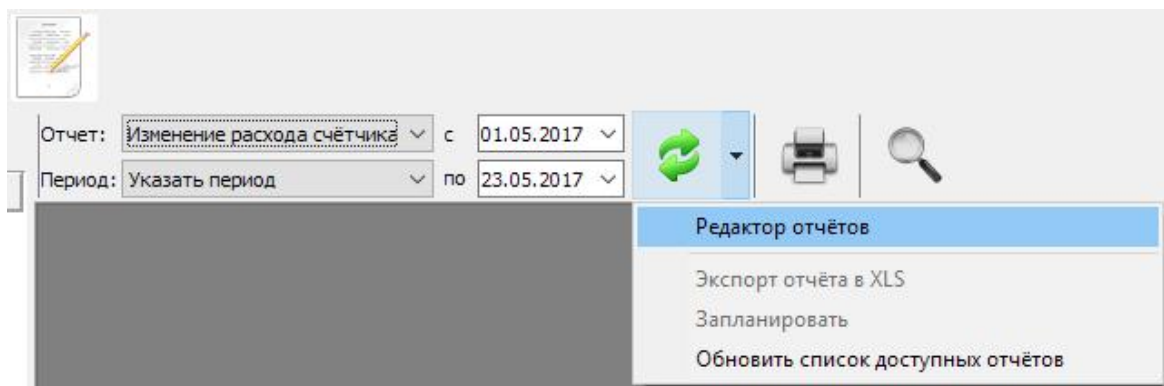 Отчет: Изменение расхода счётчика с 01.05.2017
Период: Указать период по 23.05.2017
Редактор отчётов
Экспорт отчёта в XLS
Запланировать
Обновить список доступных отчётов